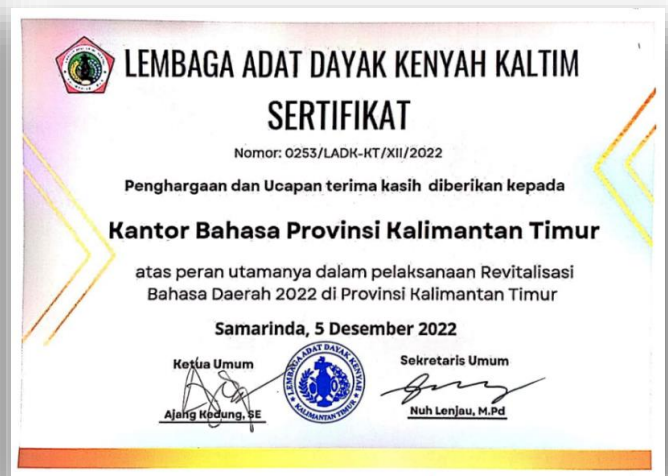 LEMBAGA ADAT DAYAK KENYAH KALTIM
SERTIFIKAT
Nomor: 0253/LADK-KT/XII/2022
Penghargaan dan Ucapan terima kasih diberikan kepada
Kantor Bahasa Provinsi Kalimantan Timur
atas peran utamanya dalam pelaksanaan Revitalisasi
Bahasa Daerah 2022 di Provinsi Kalimantan Timur
Samarinda, 5 Desember 2022
Ketua Umum
Sekretaris Umum
LEMBAGA ADAT DAYAK KENYAH
KALIMANTAN TIMUR
Ajang Kedung, SE
Nuh Lenjau, M.Pd